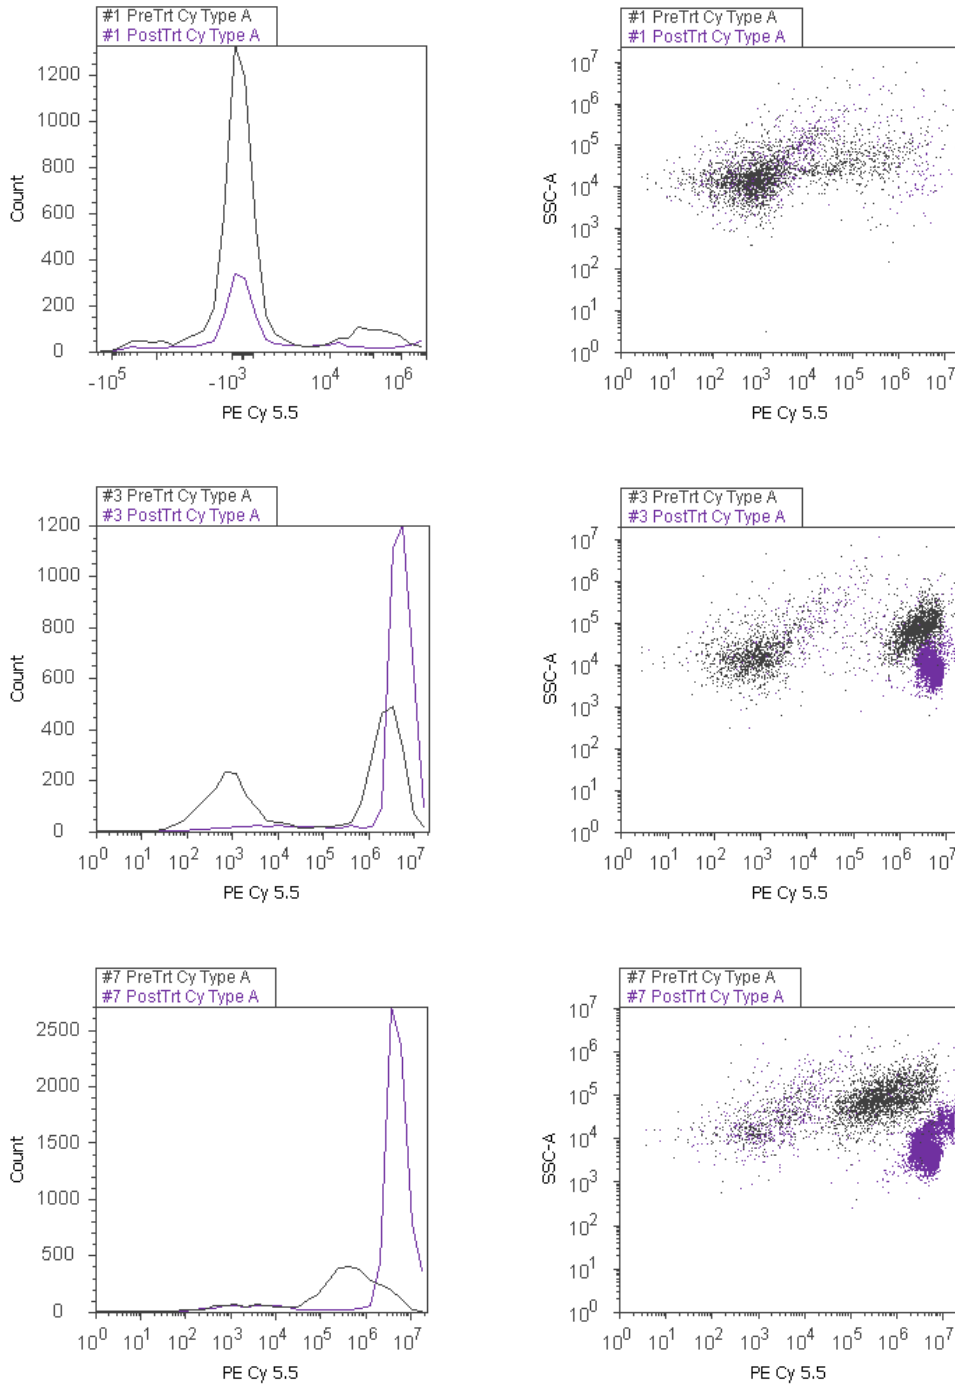 #1 PreTrt Cy Type A
#1 PostTrt Cy Type A
1200
1000
800
600
400
200
0
Count
-10^5
-10^3
10^4
10^6
PE Cy 5.5
#1 PreTrt Cy Type A
#1 PostTrt Cy Type A
10^7
10^6
10^5
10^4
10^3
10^2
10^1
10^0
SSC-A
10^0 10^1 10^2 10^3 10^4 10^5 10^6 10^7
PE Cy 5.5
#3 PreTrt Cy Type A
#3 PostTrt Cy Type A
1200
1000
800
600
400
200
0
Count
10^0 10^1 10^2 10^3 10^4 10^5 10^6 10^7
PE Cy 5.5
#3 PreTrt Cy Type A
#3 PostTrt Cy Type A
10^7
10^6
10^5
10^4
10^3
10^2
10^1
10^0
SSC-A
10^0 10^1 10^2 10^3 10^4 10^5 10^6 10^7
PE Cy 5.5
#7 PreTrt Cy Type A
#7 PostTrt Cy Type A
2500
2000
1500
1000
500
0
Count
10^0 10^1 10^2 10^3 10^4 10^5 10^6 10^7
PE Cy 5.5
#7 PreTrt Cy Type A
#7 PostTrt Cy Type A
10^7
10^6
10^5
10^4
10^3
10^2
10^1
10^0
SSC-A
10^0 10^1 10^2 10^3 10^4 10^5 10^6 10^7
PE Cy 5.5